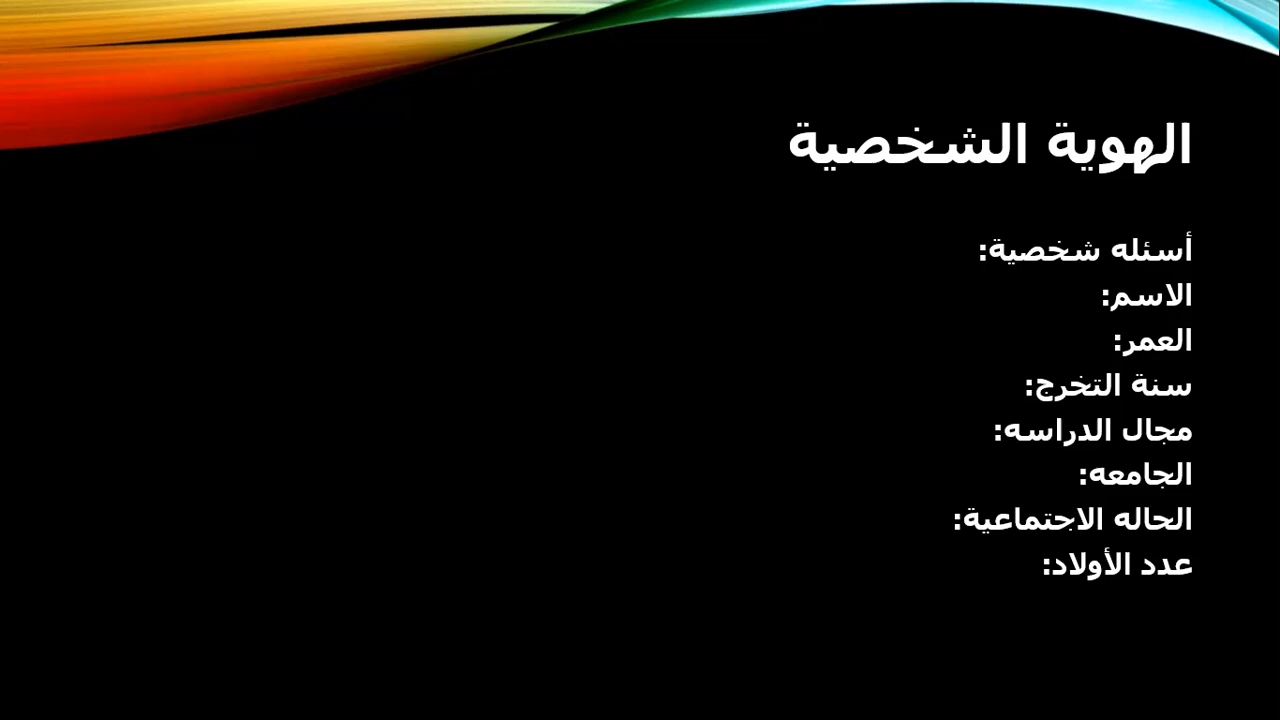 الهوية الشخصية
أسئله شخصية:
الاسم:
العمر:
سنة التخرج:
مجال الدراسه:
الجامعه:
الحاله الاجتماعية:
عدد الأولاد: